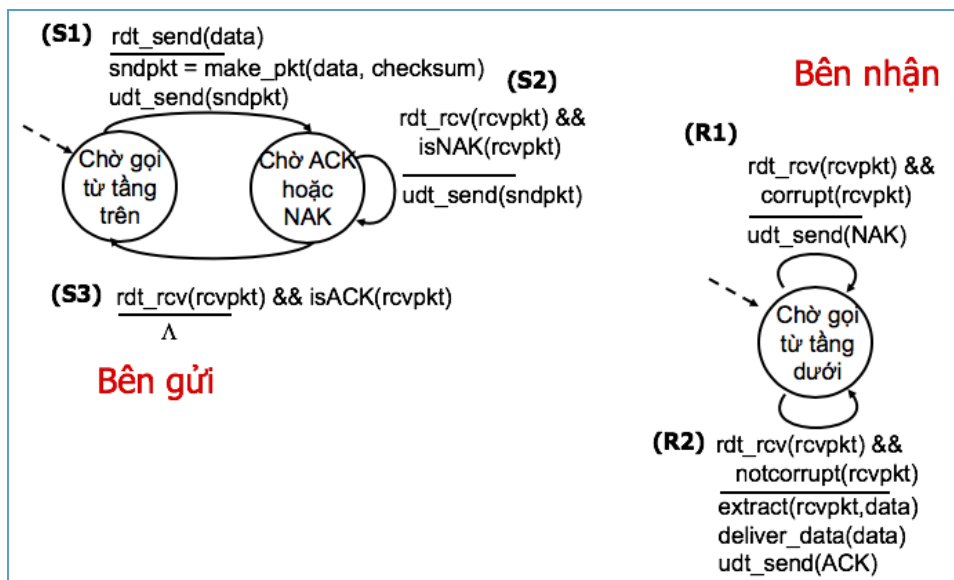 (S1) rdt_send(data)
sndpkt = make_pkt(data, checksum)
udt_send(sndpkt)
(S2)
rdt_rcv(rcvpkt) &&
isNAK(rcvpkt)
udt_send(sndpkt)
Chờ gọi
từ tầng
trên
Chờ ACK
hoặc
NAK
(S3) rdt_rcv(rcvpkt) && isACK(rcvpkt)
Λ
Bên gửi
Bên nhận
(R1)
rdt_rcv(rcvpkt) &&
corrupt(rcvpkt)
udt_send(NAK)
Chờ gọi
từ tầng
dưới
(R2) rdt_rcv(rcvpkt) &&
notcorrupt(rcvpkt)
extract(rcvpkt,data)
deliver_data(data)
udt_send(ACK)